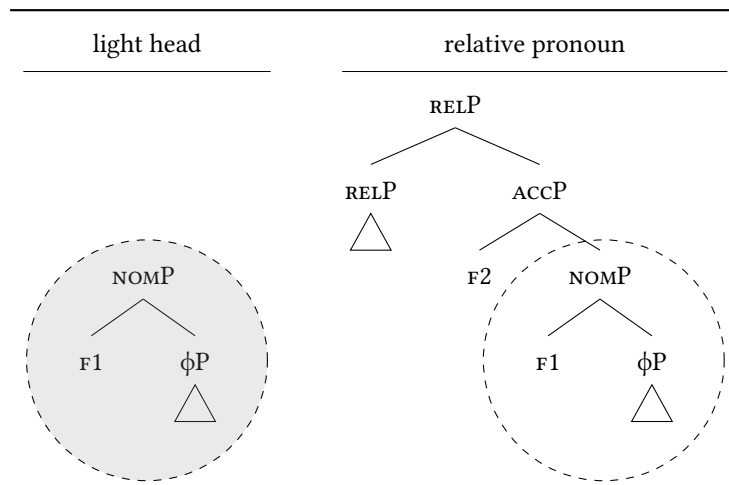 light head relative pronoun
RELP
RELP ACCP
NOMP F2 NOMP
F1 ϕP F1 ϕP